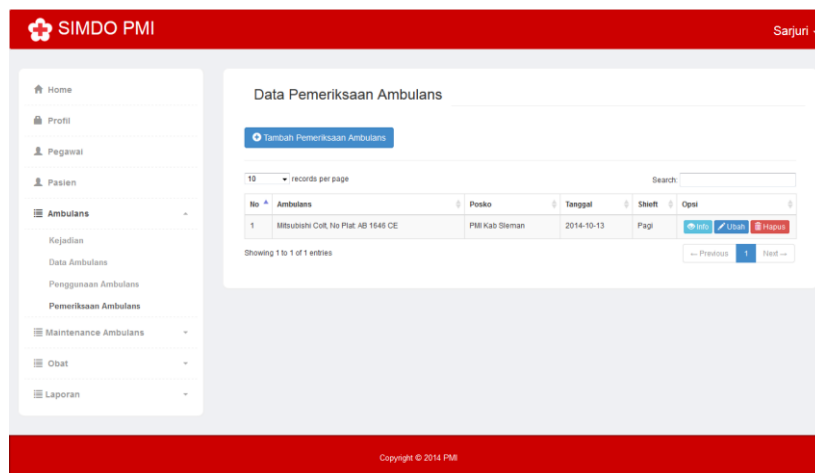 SIMDO PMI
Sarjuri
Home
Profil
Pegawai
Pasien
Ambulans
Kejadian
Data Ambulans
Penggunaan Ambulans
Pemeriksaan Ambulans
Maintenance Ambulans
Obat
Laporan
Data Pemeriksaan Ambulans
Tambah Pemeriksaan Ambulans
10 records per page Search:
No Ambulans Posko Tanggal Shieft Opsi
1 Mitsubishi Colt, No Plat: AB 1646 CE PMI Kab Sleman 2014-10-13 Pagi Info Ubah Hapus
Showing 1 to 1 of 1 entries ← Previous 1 Next →
Copyright © 2014 PMI